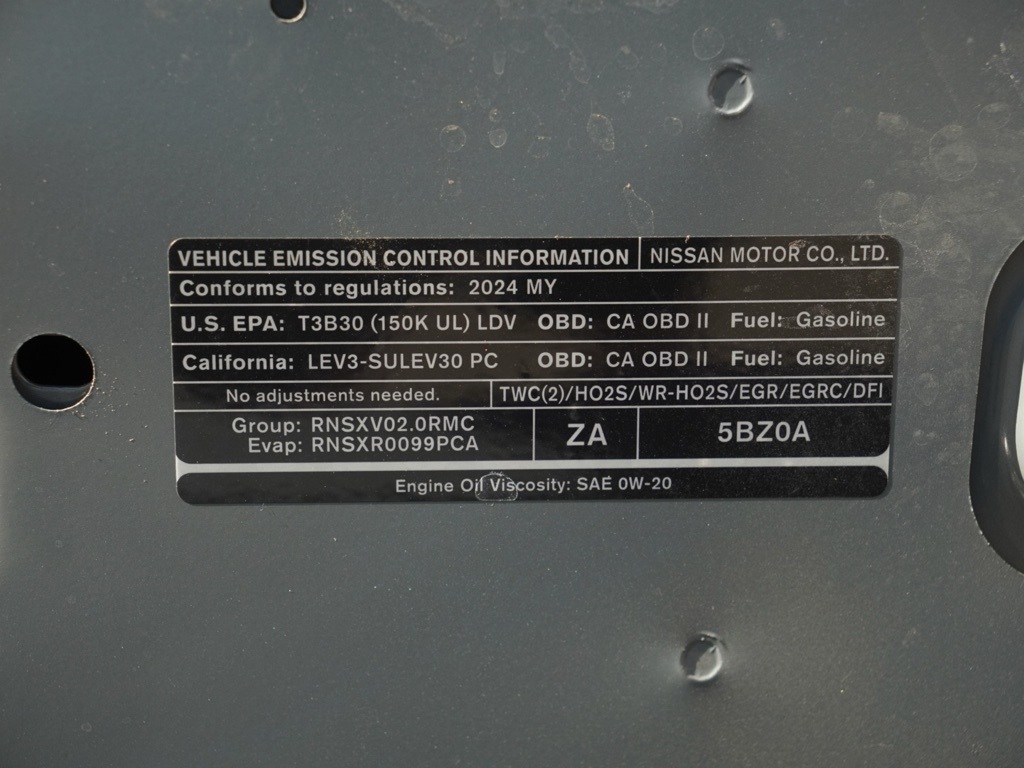 VEHICLE EMISSION CONTROL INFORMATION NISSAN MOTOR CO., LTD.
Conforms to regulations: 2024 MY
U.S. EPA: T3B30 (150K UL) LDV OBD: CA OBD II Fuel: Gasoline
California: LEV3-SULEV30 PC OBD: CA OBD II Fuel: Gasoline
No adjustments needed. TWC(2)/HO2S/WR-HO2S/EGR/EGRC/DFI
Group: RNSXV02.0RMC
Evap: RNSXR0099PCA
ZA
5BZ0A
Engine Oil Viscosity: SAE 0W-20